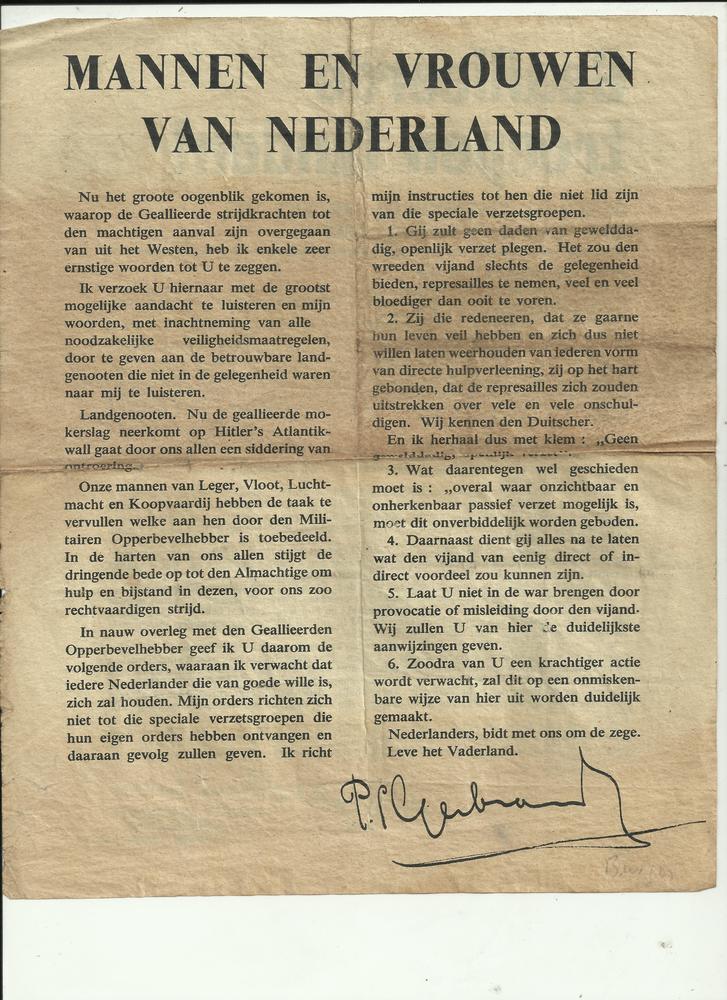 MANNEN EN VROUWEN
VAN NEDERLAND
Nu het groote oogenblik gekomen is,
waarop de Geallieerde strijdkrachten tot
den machtigen aanval zijn overgegaan
van uit het Westen, heb ik enkele zeer
ernstige woorden tot U te zeggen.
Ik verzoek U hiernaar met de grootst
mogelijke aandacht te luisteren en mijn
woorden, met inachtneming van alle
noodzakelijke veiligheidsmaatregelen,
door te geven aan de betrouwbare land-
genooten die niet in de gelegenheid waren
naar mij te luisteren.
Landgenooten. Nu de geallieerde mo-
kerslag neerkomt op Hitler's Atlantik-
wall gaat door ons allen een siddering van
ontroering.
Onze mannen van Leger, Vloot, Lucht-
macht en Koopvaardij hebben de taak te
vervullen welke aan hen door den Mili-
tairen Opperbevelhebber is toebedeeld.
In de harten van ons allen stijgt de
dringende bede op tot den Almachtige om
hulp en bijstand in dezen, voor ons zoo
rechtvaardigen strijd.
In nauw overleg met den Geallieerden
Opperbevelhebber geef ik U daarom de
volgende orders, waaraan ik verwacht dat
iedere Nederlander die van goede wille is,
zich zal houden. Mijn orders richten zich
niet tot die speciale verzetsgroepen die
hun eigen orders hebben ontvangen en
daaraan gevolg zullen geven. Ik richt
mijn instructies tot hen die niet lid zijn
van die speciale verzetsgroepen.
1. Gij zult geen daden van gewelddа-
dig, openlijk verzet plegen. Het zou den
wreeden vijand slechts de gelegenheid
bieden, represailles te nemen, veel en veel
bloediger dan ooit te voren.
2. Zij die redeneeren, dat ze gaarne
hun leven veil hebben en zich dus niet
willen laten weerhouden van iederen vorm
van directe hulpverleening, zij op het hart
gebonden, dat de represailles zich zouden
uitstrekken over vele en vele onschul-
digen. Wij kennen den Duitscher.
En ik herhaal dus met klem : „Geen
gewelddadig, openlijk verzet".
3. Wat daarentegen wel geschieden
moet is : „overal waar onzichtbaar en
onherkenbaar passief verzet mogelijk is,
moet dit onverbiddelijk worden geboden.
4. Daarnaast dient gij alles na te laten
wat den vijand van eenig direct of in-
direct voordeel zou kunnen zijn.
5. Laat U niet in de war brengen door
provocatie of misleiding door den vijand.
Wij zullen U van hier de duidelijkste
aanwijzingen geven.
6. Zoodra van U een krachtiger actie
wordt verwacht, zal dit op een onmisken-
bare wijze van hier uit worden duidelijk
gemaakt.
Nederlanders, bidt met ons om de zege.
Leve het Vaderland.
P. S. Gerbrandy